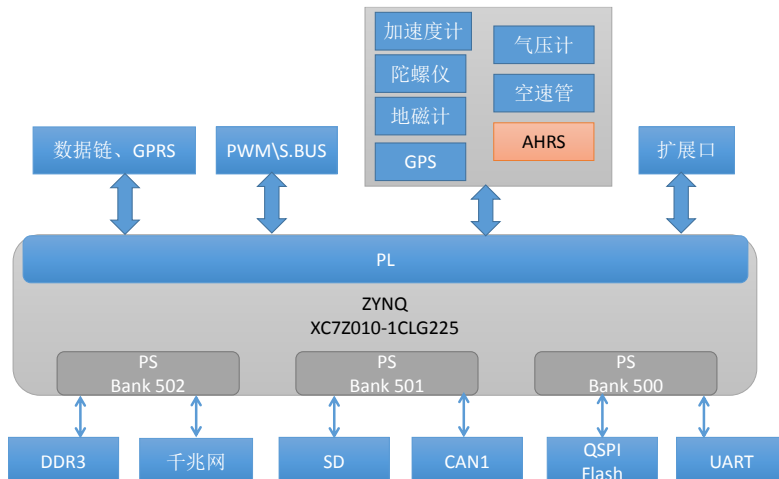 加速度计
气压计
陀螺仪
空速管
地磁计
AHRS
GPS
数据链、GPRS
PWM\S.BUS
扩展口
PL
ZYNQ
XC7Z010-1CLG225
PS
Bank 502
PS
Bank 501
PS
Bank 500
DDR3
千兆网
SD
CAN1
QSPI
Flash
UART